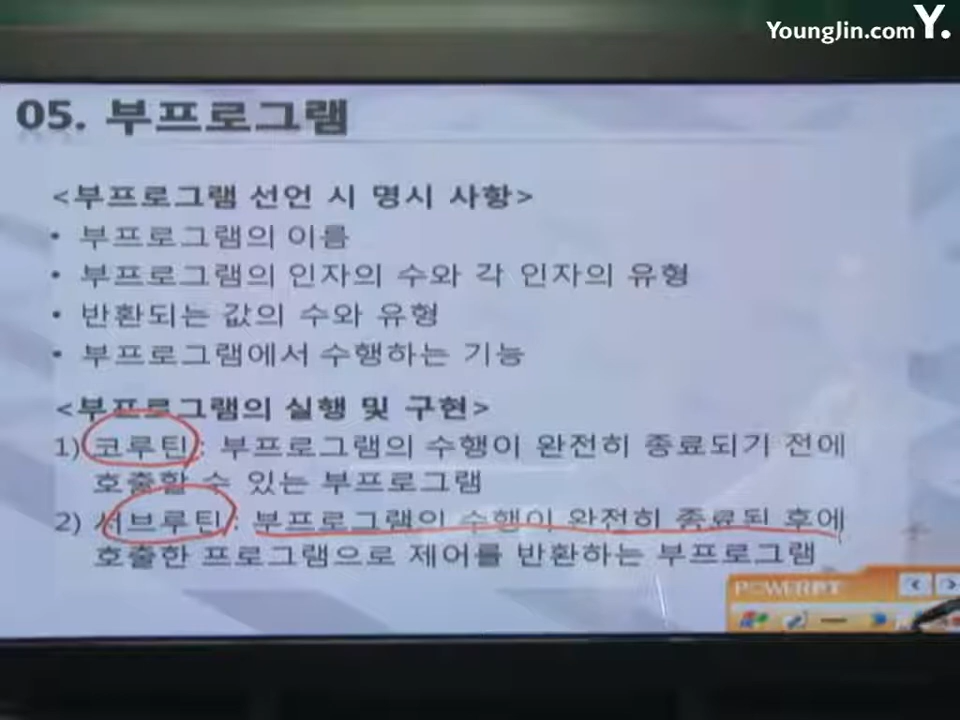 YoungJin.com Y.
05. 부프로그램
<부프로그램 선언 시 명시 사항>
• 부프로그램의 이름
• 부프로그램의 인자의 수와 각 인자의 유형
• 반환되는 값의 수와 유형
• 부프로그램에서 수행하는 기능
<부프로그램의 실행 및 구현>
1) 코루틴 : 부프로그램의 수행이 완전히 종료되기 전에
호출할 수 있는 부프로그램
2) 서브루틴 : 부프로그램의 수행이 완전히 종료된 후에
호출한 프로그램으로 제어를 반환하는 부프로그램
POWERPT